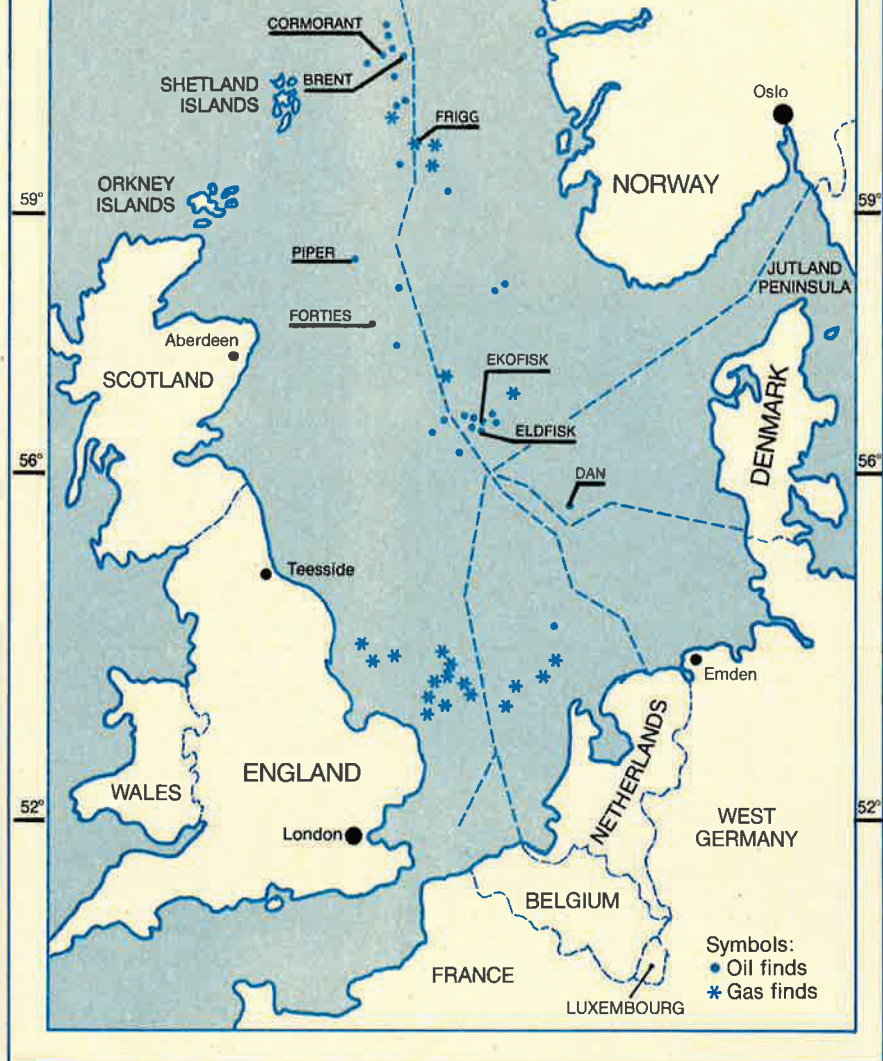 CORMORANT
SHETLAND
ISLANDS
BRENT
Oslo
FRIGG
NORWAY
ORKNEY
ISLANDS
59°
59°
PIPER
JUTLAND
PENINSULA
FORTIES
Aberdeen
SCOTLAND
EKOFISK
ELDFISK
DENMARK
56°
56°
DAN
Teesside
Emden
NETHERLANDS
ENGLAND
WALES
52°
52°
WEST
GERMANY
London
BELGIUM
FRANCE
LUXEMBOURG
Symbols:
Oil finds
Gas finds